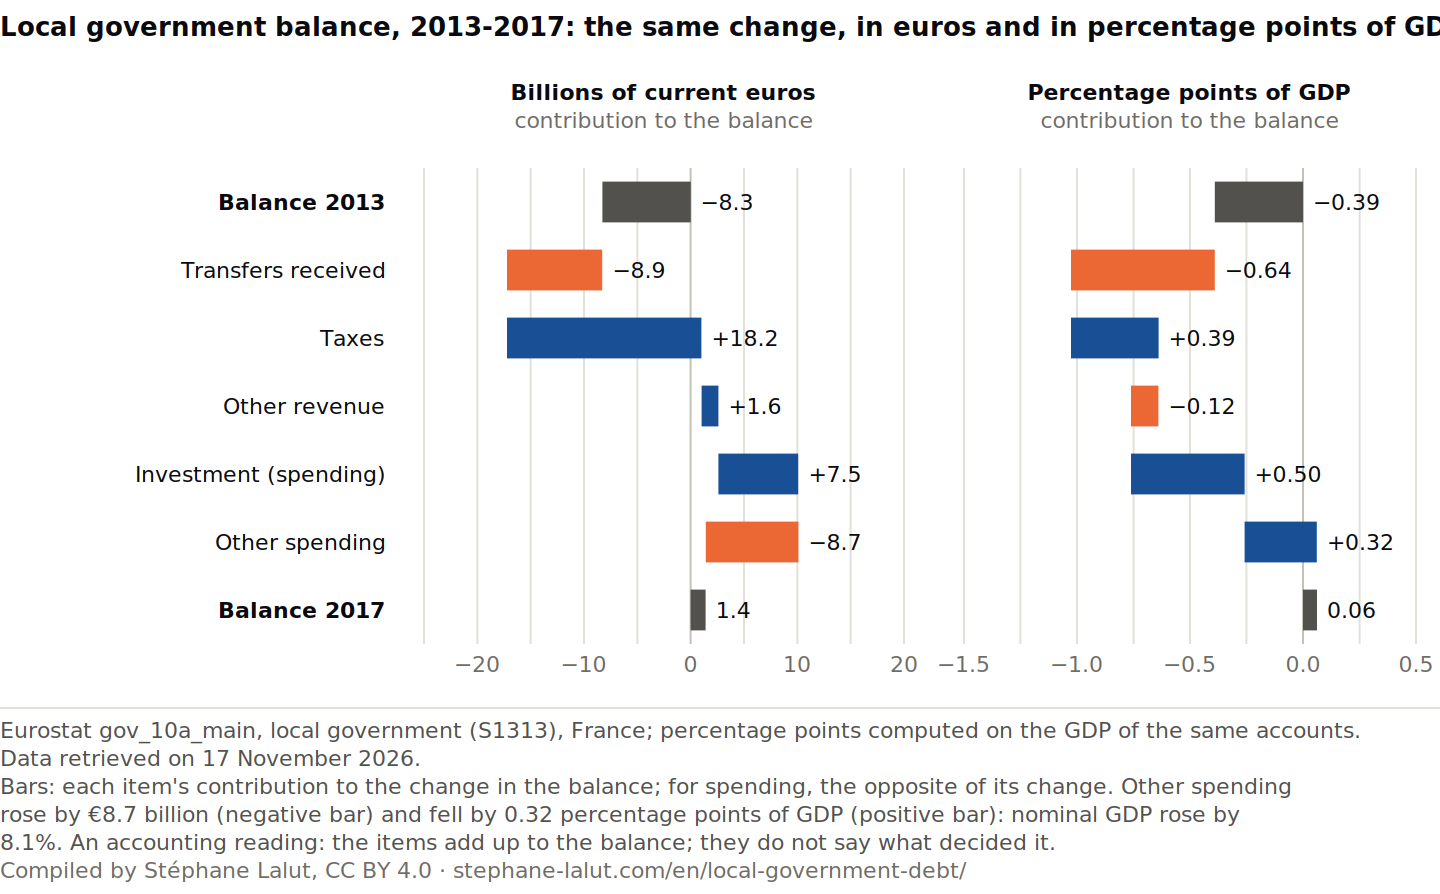 Local government balance, 2013-2017: the same change, in euros and in percentage points of GD
Billions of current euros
contribution to the balance
Percentage points of GDP
contribution to the balance
Balance 2013 −8.3 −0.39
Transfers received −8.9 −0.64
Taxes +18.2 +0.39
Other revenue +1.6 −0.12
Investment (spending) +7.5 +0.50
Other spending −8.7 +0.32
Balance 2017 1.4 0.06
−20 −10 0 10 20 −1.5 −1.0 −0.5 0.0 0.5
Eurostat gov_10a_main, local government (S1313), France; percentage points computed on the GDP of the same accounts.
Data retrieved on 17 November 2026.
Bars: each item's contribution to the change in the balance; for spending, the opposite of its change. Other spending
rose by €8.7 billion (negative bar) and fell by 0.32 percentage points of GDP (positive bar): nominal GDP rose by
8.1%. An accounting reading: the items add up to the balance; they do not say what decided it.
Compiled by Stéphane Lalut, CC BY 4.0 · stephane-lalut.com/en/local-government-debt/